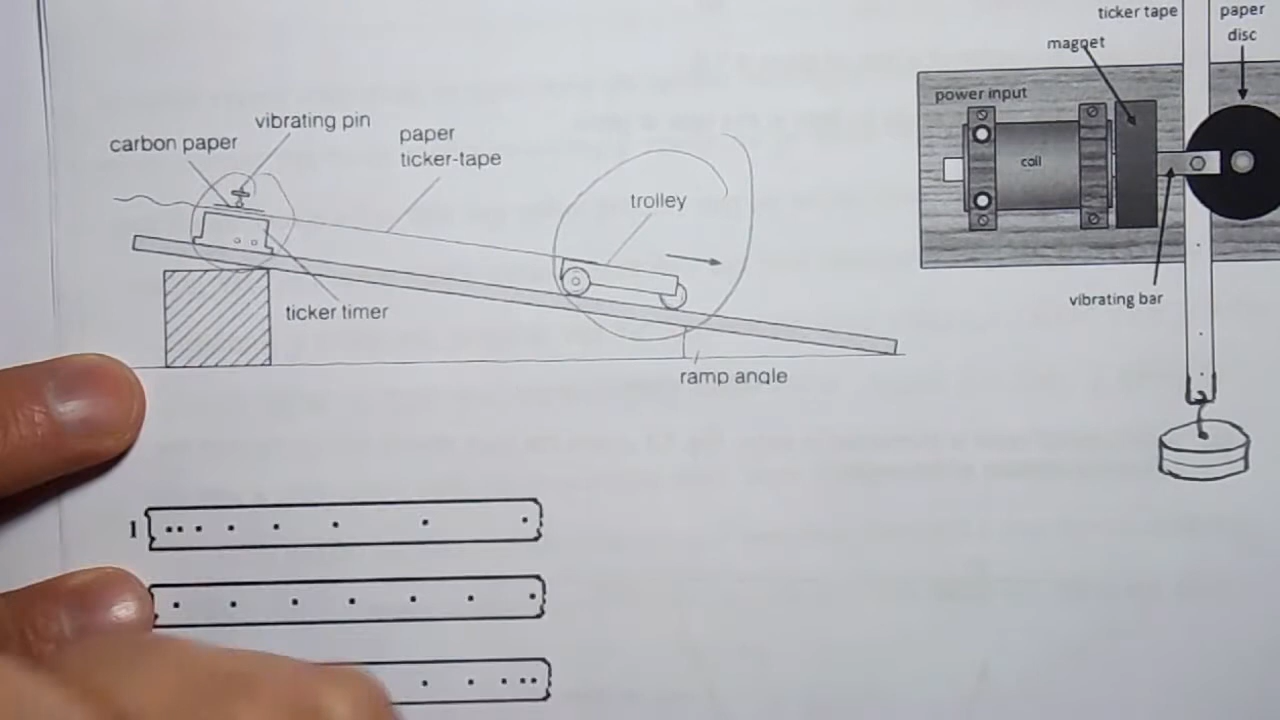 carbon paper
vibrating pin
paper
ticker-tape
trolley
ticker timer
ramp angle
ticker tape
paper
disc
magnet
power input
coil
vibrating bar
1